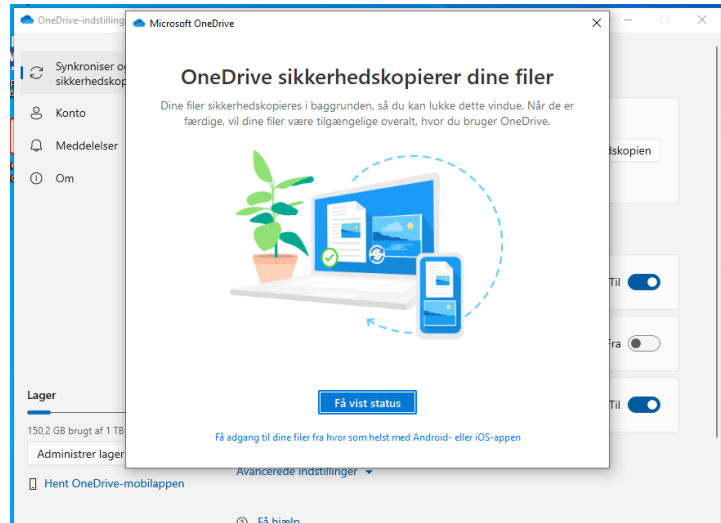 OneDrive-indstilling
Microsoft OneDrive
Synkroniser
sikkerhedskop
Konto
Meddelelser
Om
OneDrive sikkerhedskopierer dine filer
Dine filer sikkerhedskopieres i baggrunden, så du kan lukke dette vindue. Når de er
færdige, vil dine filer være tilgængelige overalt, hvor du bruger OneDrive.
dskopien
Til
Fra
Til
Lager
150,2 GB brugt af 1 TB
Administrer lager
Hent OneDrive-mobilappen
Få vist status
Få adgang til dine filer fra hvor som helst med Android- eller iOS-appen
Avancerede indstillinger
Få hjælp